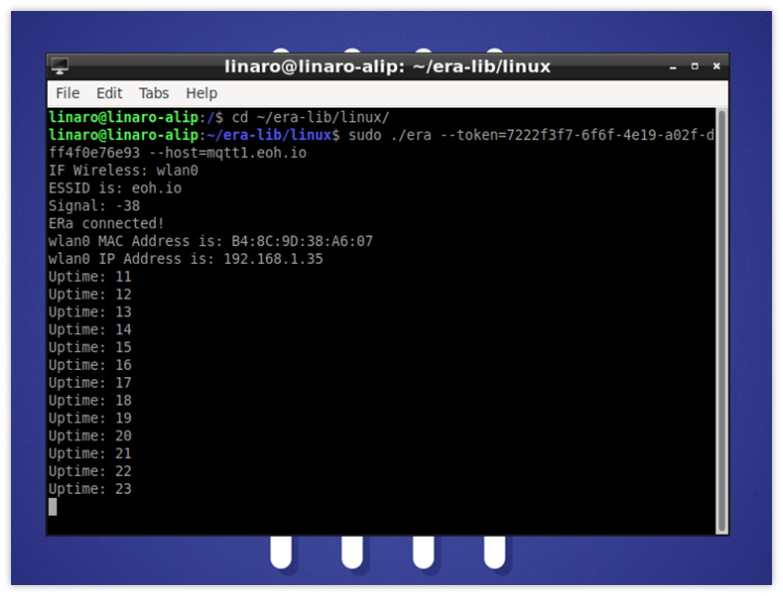 linaro@linaro-alip: ~/era-lib/linux
File Edit Tabs Help
linaro@linaro-alip:/$ cd ~/era-lib/linux/
linaro@linaro-alip:~/era-lib/linux$ sudo ./era --token=7222f3f7-6f6f-4e19-a02f-d
ff4f0e76e93 --host=mqtt1.eoh.io
IF Wireless: wlan0
ESSID is: eoh.io
Signal: -38
ERa connected!
wlan0 MAC Address is: B4:8C:9D:38:A6:07
wlan0 IP Address is: 192.168.1.35
Uptime: 11
Uptime: 12
Uptime: 13
Uptime: 14
Uptime: 15
Uptime: 16
Uptime: 17
Uptime: 18
Uptime: 19
Uptime: 20
Uptime: 21
Uptime: 22
Uptime: 23